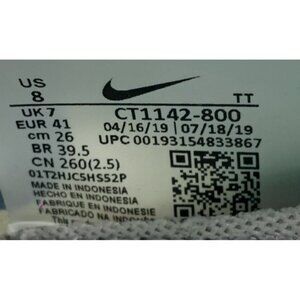 US
8
TT
UK 7
EUR 41
cm 26
BR 39.5
CN 260(2.5)
CT1142-800
04/16/19 07/18/19
UPC 00193154833867
01T2HJC5HS52P
MADE IN INDONESIA
HECHO EN INDONESIA
FABRIQUE EN INDONESIE
FABRICADO NA INDONES